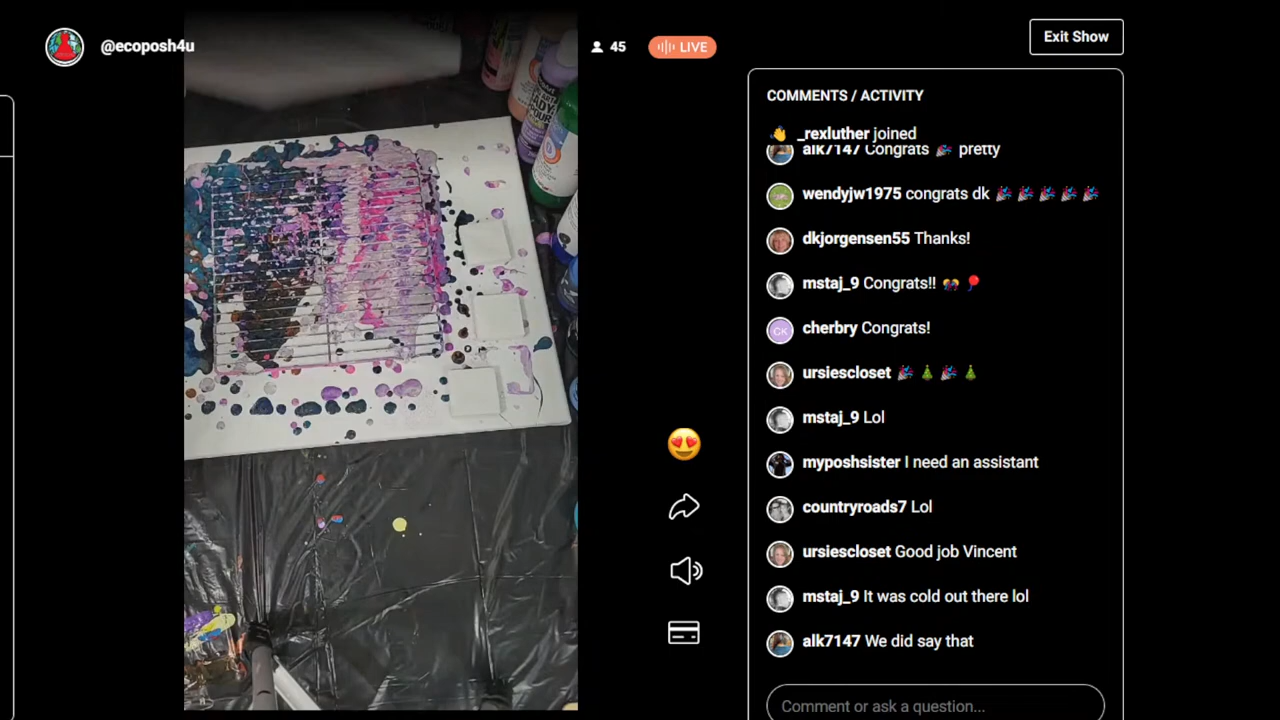 @ecoposh4u
45
LIVE
Exit Show
COMMENTS / ACTIVITY
👋 _rexluther joined
alk7147 Congrats 🎉 pretty
wendyjw1975 congrats dk 🎉 🎉 🎉 🎉 🎉
dkjorgensen55 Thanks!
mstaj_9 Congrats!! 🎊 🎈
CK
cherbry Congrats!
ursiescloset 🎉 🎄 🎉 🎄
mstaj_9 Lol
myposhsister I need an assistant
countryroads7 Lol
ursiescloset Good job Vincent
mstaj_9 It was cold out there lol
alk7147 We did say that
Comment or ask a question...